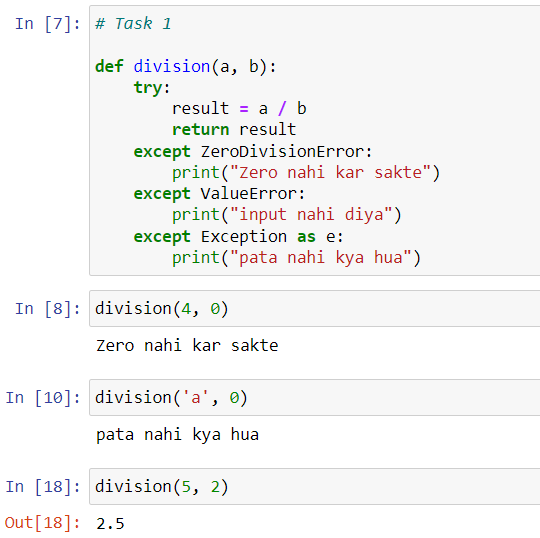 In [7]: # Task 1
def division(a, b):
    try:
        result = a / b
        return result
    except ZeroDivisionError:
        print("Zero nahi kar sakte")
    except ValueError:
        print("input nahi diya")
    except Exception as e:
        print("pata nahi kya hua")
In [8]: division(4, 0)
Zero nahi kar sakte
In [10]: division('a', 0)
pata nahi kya hua
In [18]: division(5, 2)
Out[18]: 2.5